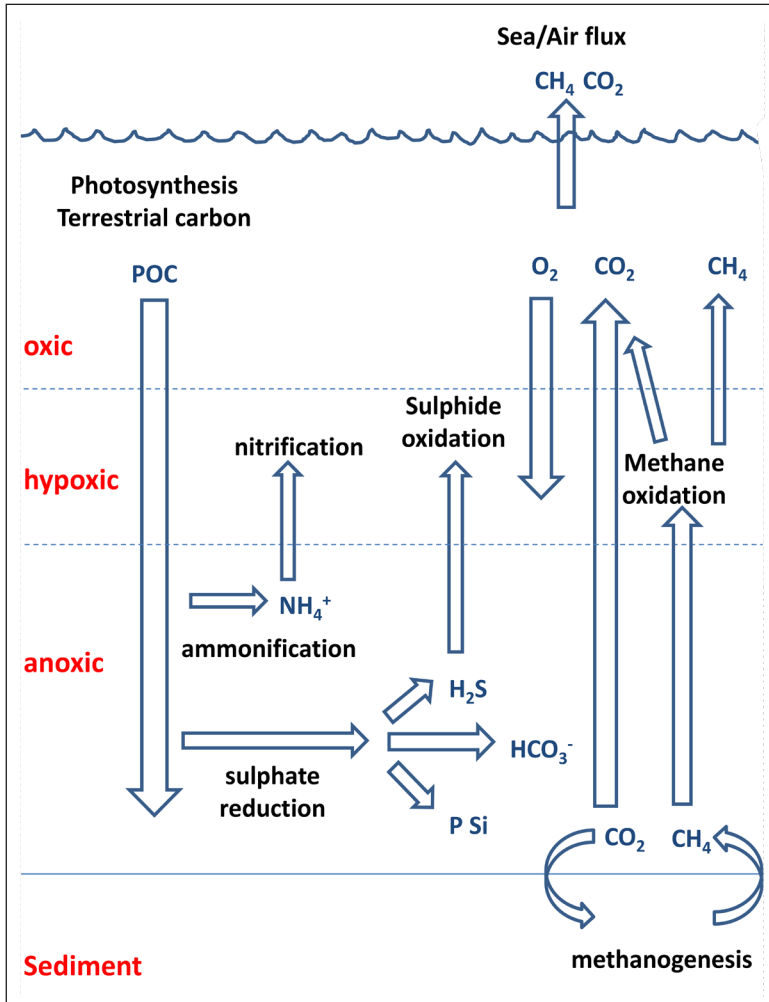 Sea/Air flux
CH₄ CO₂
Photosynthesis
Terrestrial carbon
POC
O₂
CO₂
CH₄
oxic
Sulphide
oxidation
nitrification
hypoxic
Methane
oxidation
NH₄⁺
ammonification
anoxic
H₂S
HCO₃⁻
sulphate
reduction
P Si
CO₂
CH₄
methanogenesis
Sediment